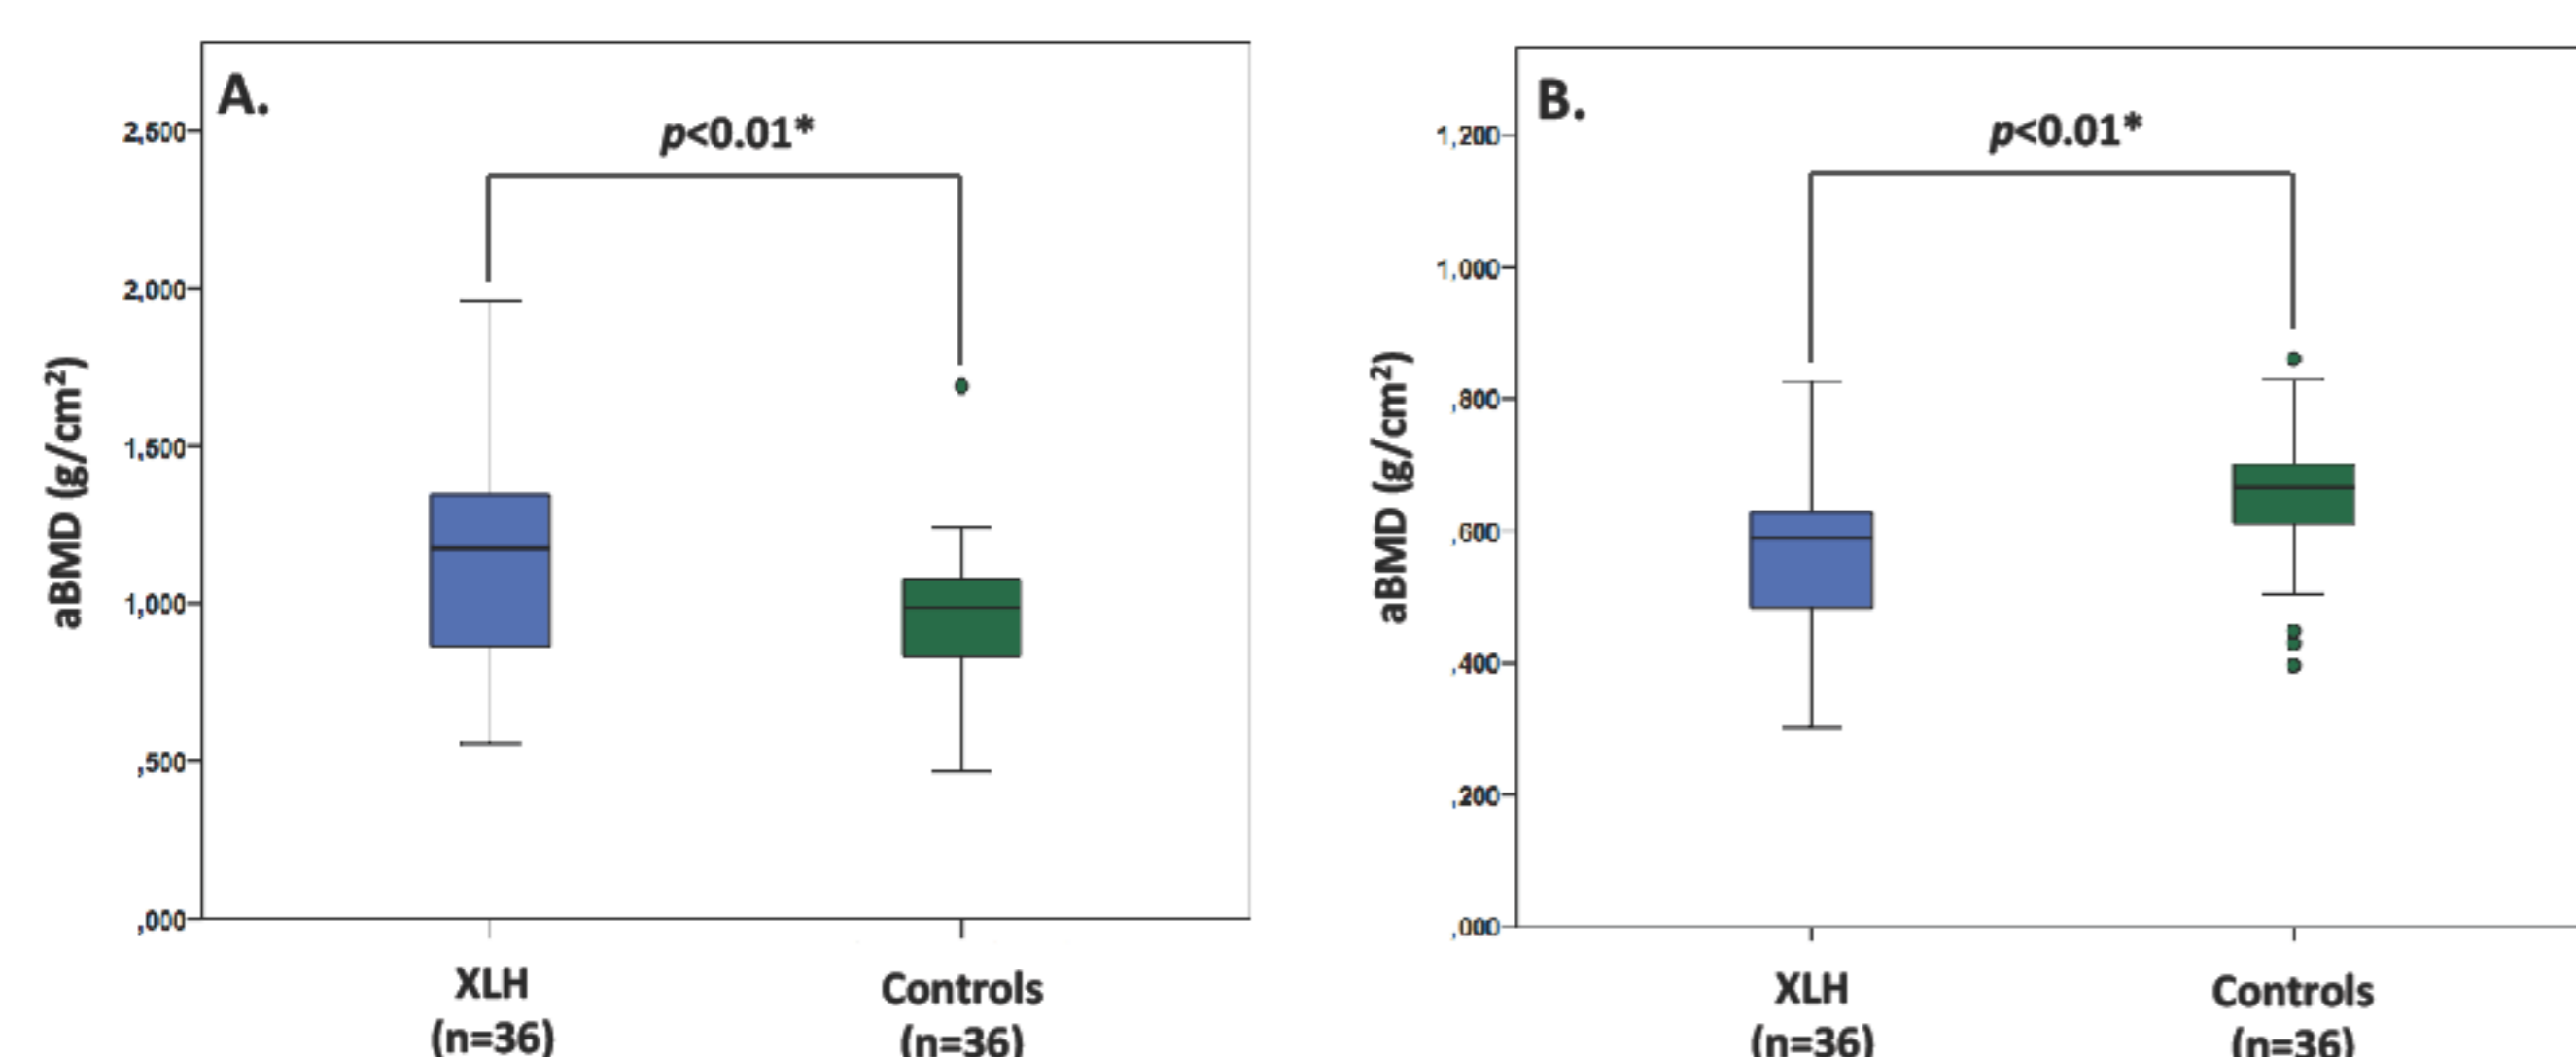 A.
p<0.01*
2,500
2,000
1,500
1,000
,500
,000
aBMD (g/cm²)
XLH
(n=36)
Controls
(n=36)
B.
p<0.01*
1,200
1,000
,800
,600
,400
,200
,000
aBMD (g/cm²)
XLH
(n=36)
Controls
(n=36)